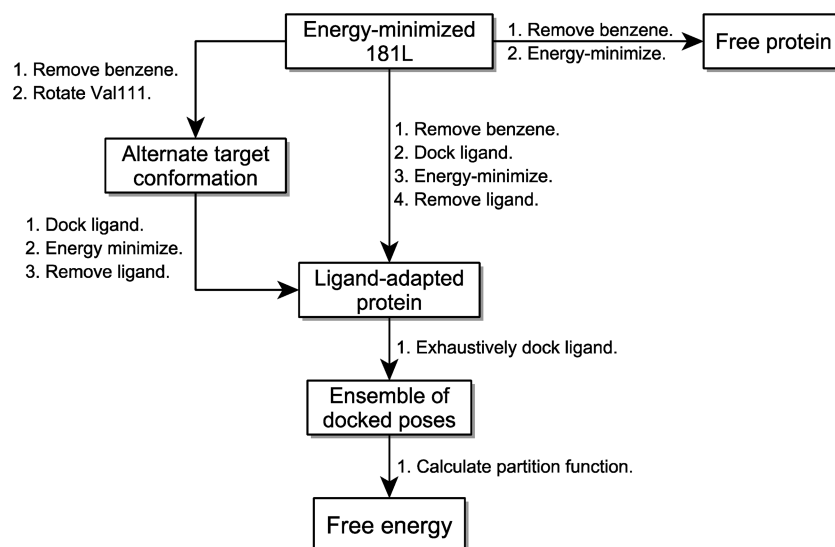 Energy-minimized
181L
1. Remove benzene.
2. Energy-minimize.
Free protein
1. Remove benzene.
2. Rotate Val111.
Alternate target
conformation
1. Remove benzene.
2. Dock ligand.
3. Energy-minimize.
4. Remove ligand.
1. Dock ligand.
2. Energy minimize.
3. Remove ligand.
Ligand-adapted
protein
1. Exhaustively dock ligand.
Ensemble of
docked poses
1. Calculate partition function.
Free energy